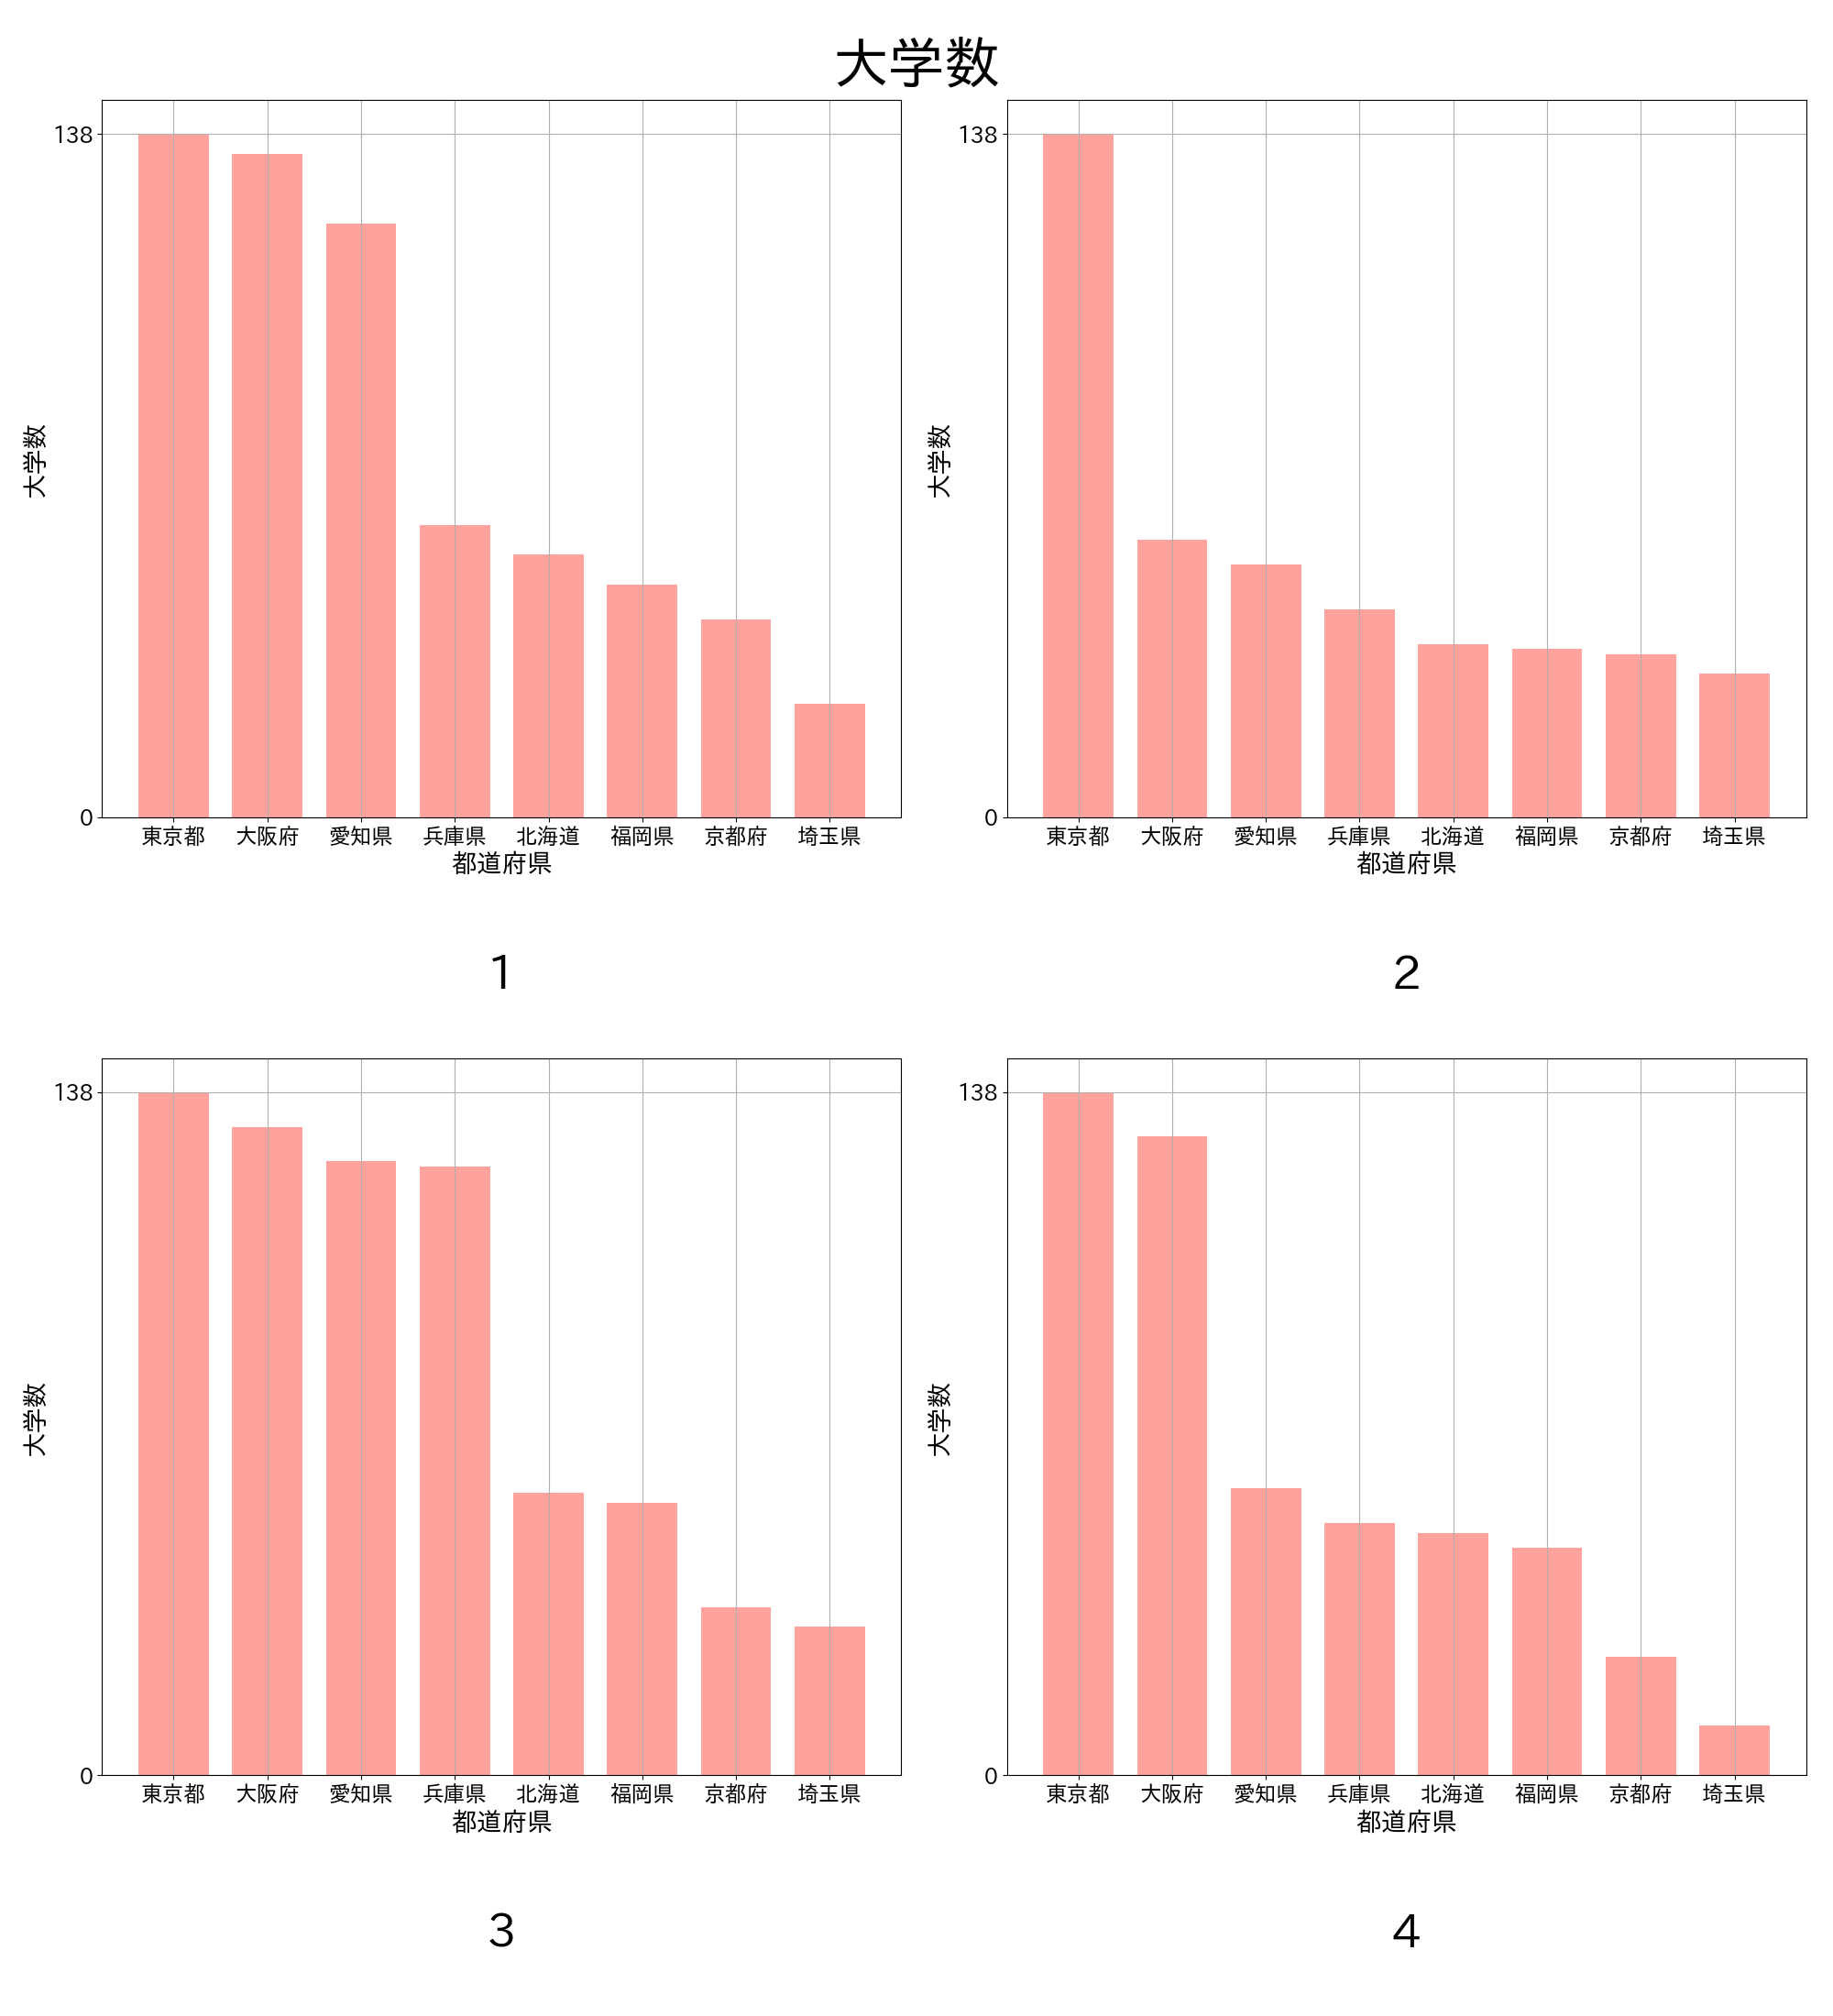 大学数
138
0
大学数
東京都 大阪府 愛知県 兵庫県 北海道 福岡県 京都府 埼玉県
都道府県
1
138
0
大学数
東京都 大阪府 愛知県 兵庫県 北海道 福岡県 京都府 埼玉県
都道府県
2
138
0
大学数
東京都 大阪府 愛知県 兵庫県 北海道 福岡県 京都府 埼玉県
都道府県
3
138
0
大学数
東京都 大阪府 愛知県 兵庫県 北海道 福岡県 京都府 埼玉県
都道府県
4